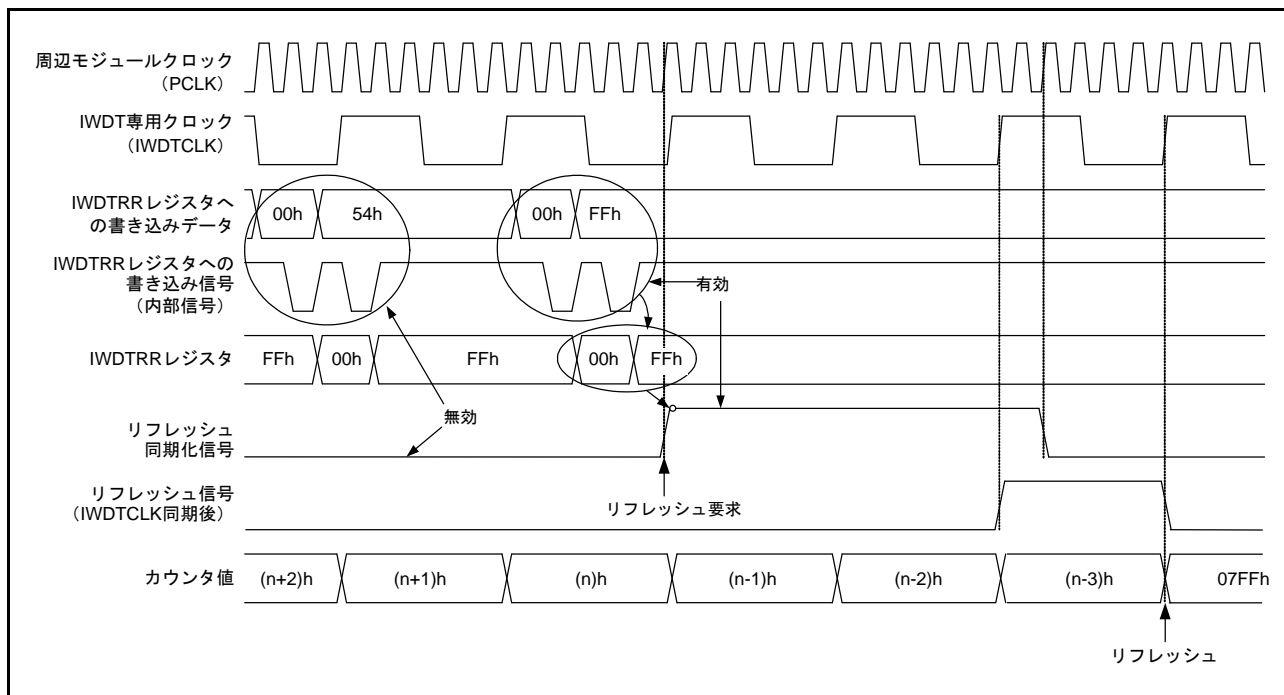 周辺モジュールクロック
（PCLK）
IWDT専用クロック
（IWDTCLK）
IWDTRRレジスタへ
の書き込みデータ
00h
54h
00h
FFh
IWDTRRレジスタへの
書き込み信号
（内部信号）
有効
IWDTRRレジスタ
FFh
00h
FFh
00h
FFh
無効
リフレッシュ
同期化信号
リフレッシュ要求
リフレッシュ信号
（IWDTCLK同期後）
カウンタ値
(n+2)h
(n+1)h
(n)h
(n-1)h
(n-2)h
(n-3)h
07FFh
リフレッシュ